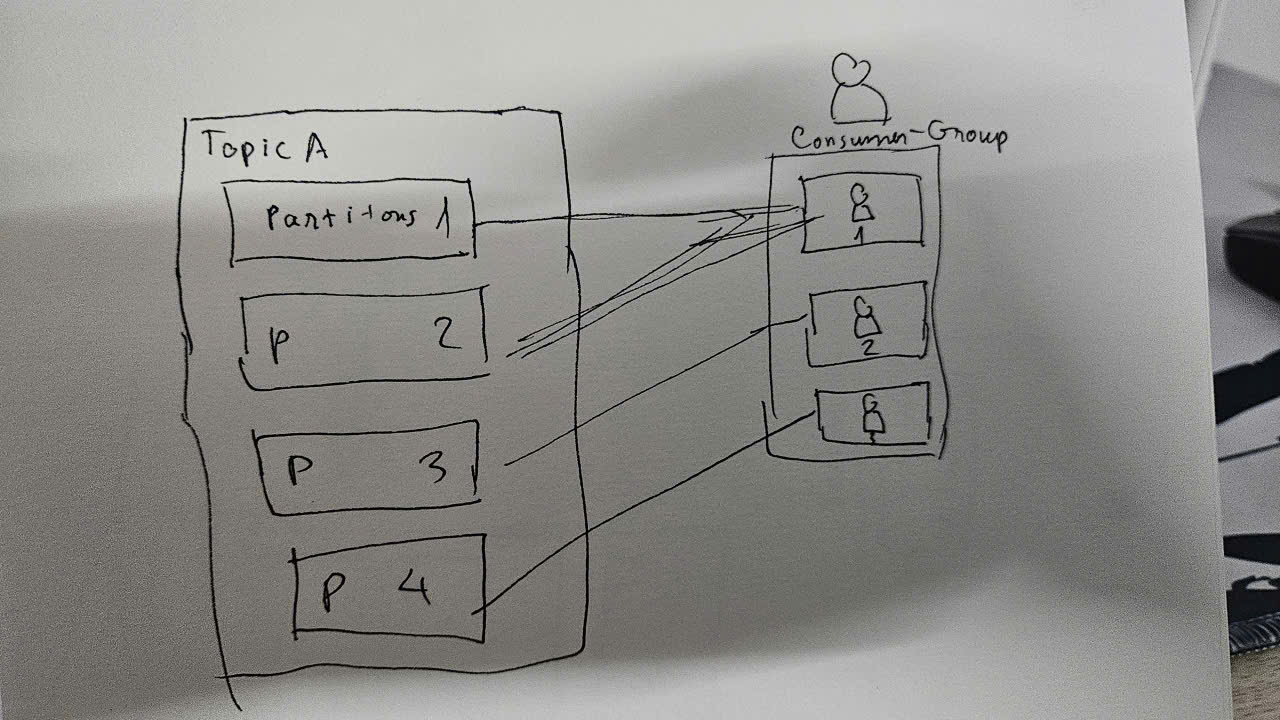 Topic A
Consumer-Group
Partitons 1
1
P 2
2
P 3
P 4